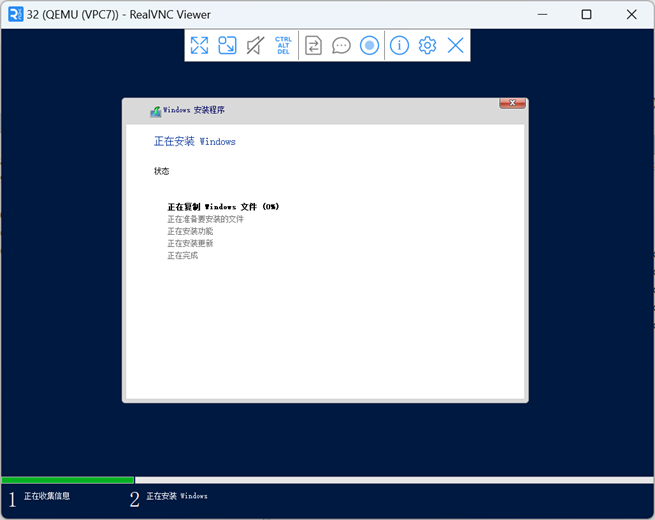 32 (QEMU (VPC7)) - RealVNC Viewer
CTRL
ALT
DEL
Windows 安装程序
正在安装 Windows
状态
正在复制 Windows 文件 (0%)
正在准备要安装的文件
正在安装功能
正在安装更新
正在完成
1 正在收集信息
2 正在安装 Windows